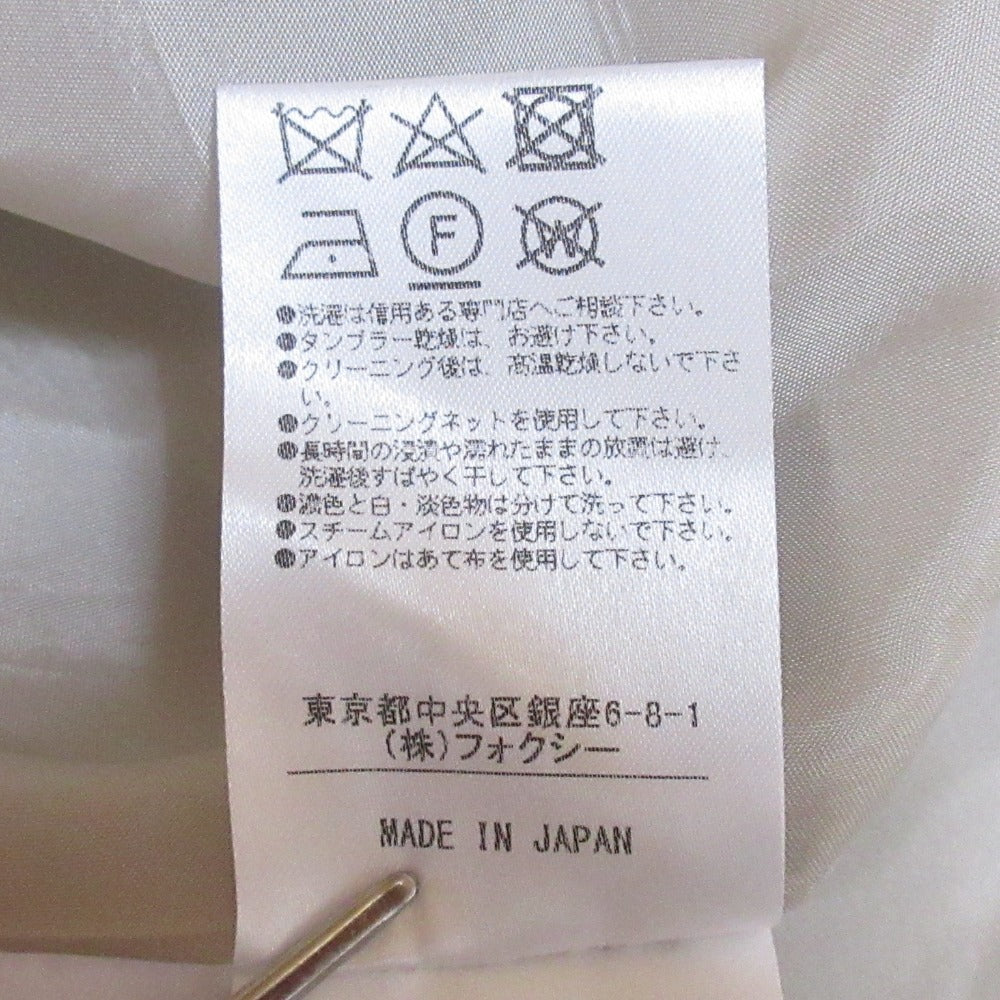 F
W
●洗濯は信用ある専門店へご相談下さい。
●タンブラー乾燥は、お避け下さい。
●クリーニング後は、高温乾燥しないで下さ
い。
●クリーニングネットを使用して下さい。
●長時間の浸漬や濡れたままの放置は避け、
洗濯後すばやく干して下さい。
●濃色と白・淡色物は分けて洗って下さい。
●スチームアイロンを使用しないで下さい。
●アイロンはあて布を使用して下さい。
東京都中央区銀座6-8-1
(株)フォクシー
MADE IN JAPAN